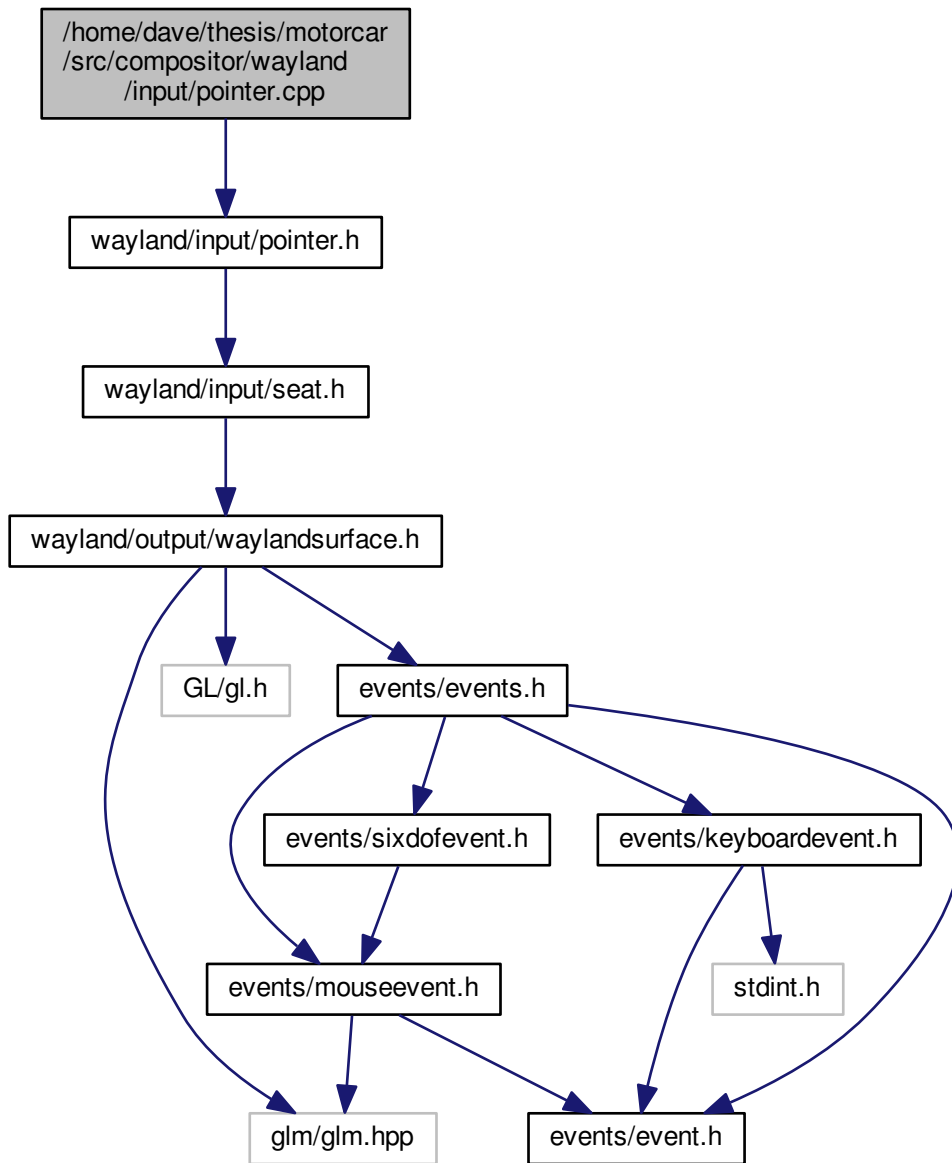 /home/dave/thesis/motorcar
/src/compositor/wayland
/input/pointer.cpp
wayland/input/pointer.h
wayland/input/seat.h
wayland/output/waylandsurface.h
GL/gl.h
events/events.h
events/sixdofevent.h
events/keyboardevent.h
events/mouseevent.h
stdint.h
glm/glm.hpp
events/event.h